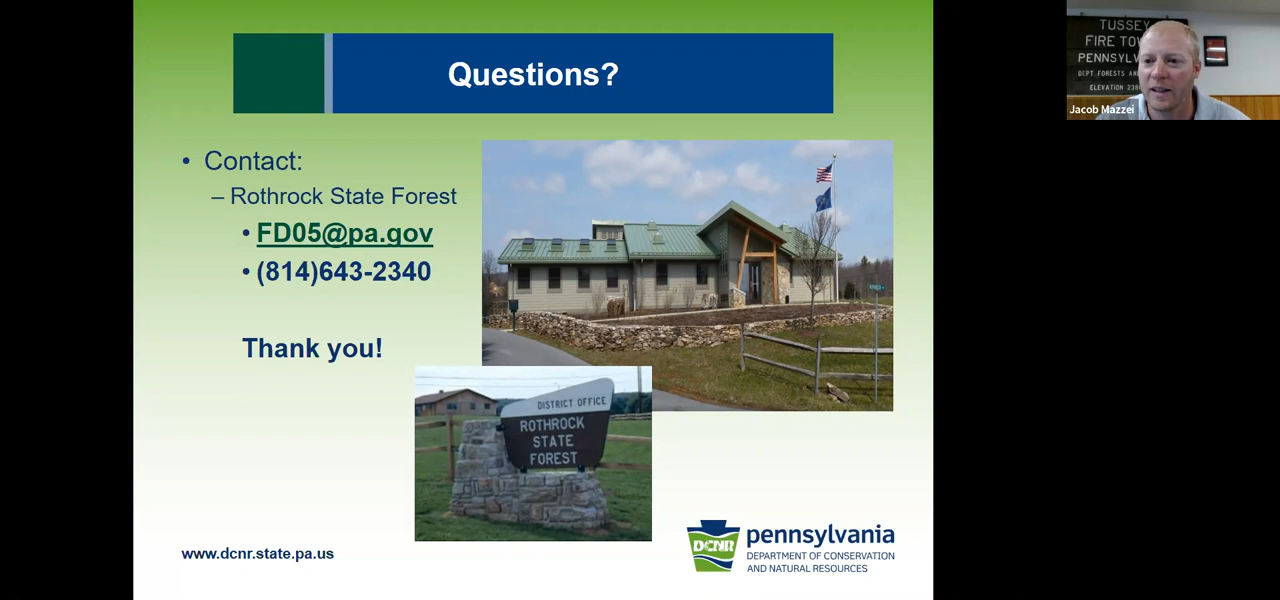 Questions?
• Contact:
– Rothrock State Forest
• FD05@pa.gov
• (814)643-2340
Thank you!
DISTRICT OFFICE
ROTHROCK
STATE
FOREST
www.dcnr.state.pa.us
DCNR
pennsylvania
DEPARTMENT OF CONSERVATION
AND NATURAL RESOURCES
TUSSEY
FIRE TOW
PENNSYLV
DEPT FORESTS AN
ELEVATION 238
Jacob Mazzei